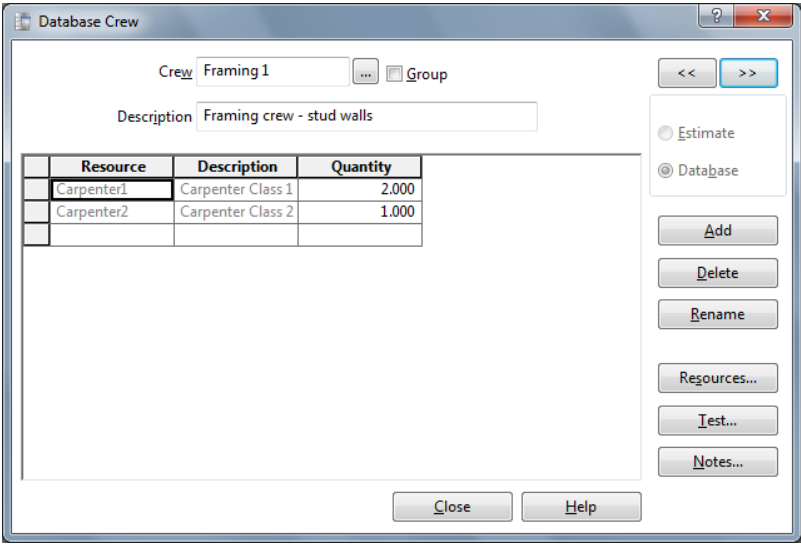 Database Crew
?
X
Crew Framing 1 ... Group
<< >>
Description Framing crew - stud walls
Estimate
Database
Resource Description Quantity
Carpenter1 Carpenter Class 1 2.000
Carpenter2 Carpenter Class 2 1.000
Add
Delete
Rename
Resources...
Test...
Notes...
Close Help